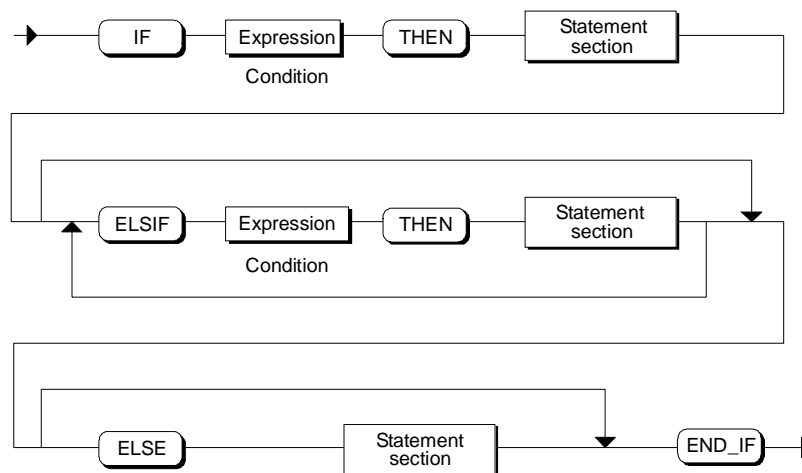 IF Expression THEN Statement
section
Condition
ELSIF Expression THEN Statement
section
Condition
ELSE Statement
section END_IF